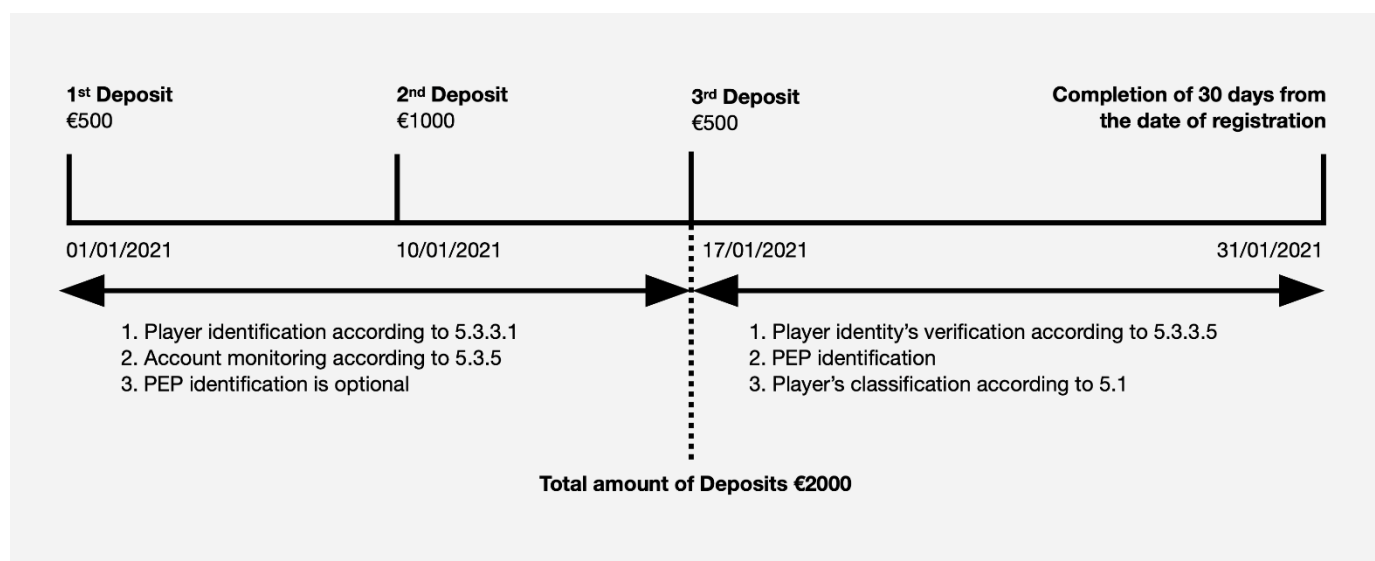 1st Deposit
€500
2nd Deposit
€1000
3rd Deposit
€500
Completion of 30 days from
the date of registration
01/01/2021
10/01/2021
17/01/2021
31/01/2021
1. Player identification according to 5.3.3.1
2. Account monitoring according to 5.3.5
3. PEP identification is optional
1. Player identity’s verification according to 5.3.3.5
2. PEP identification
3. Player’s classification according to 5.1
Total amount of Deposits €2000